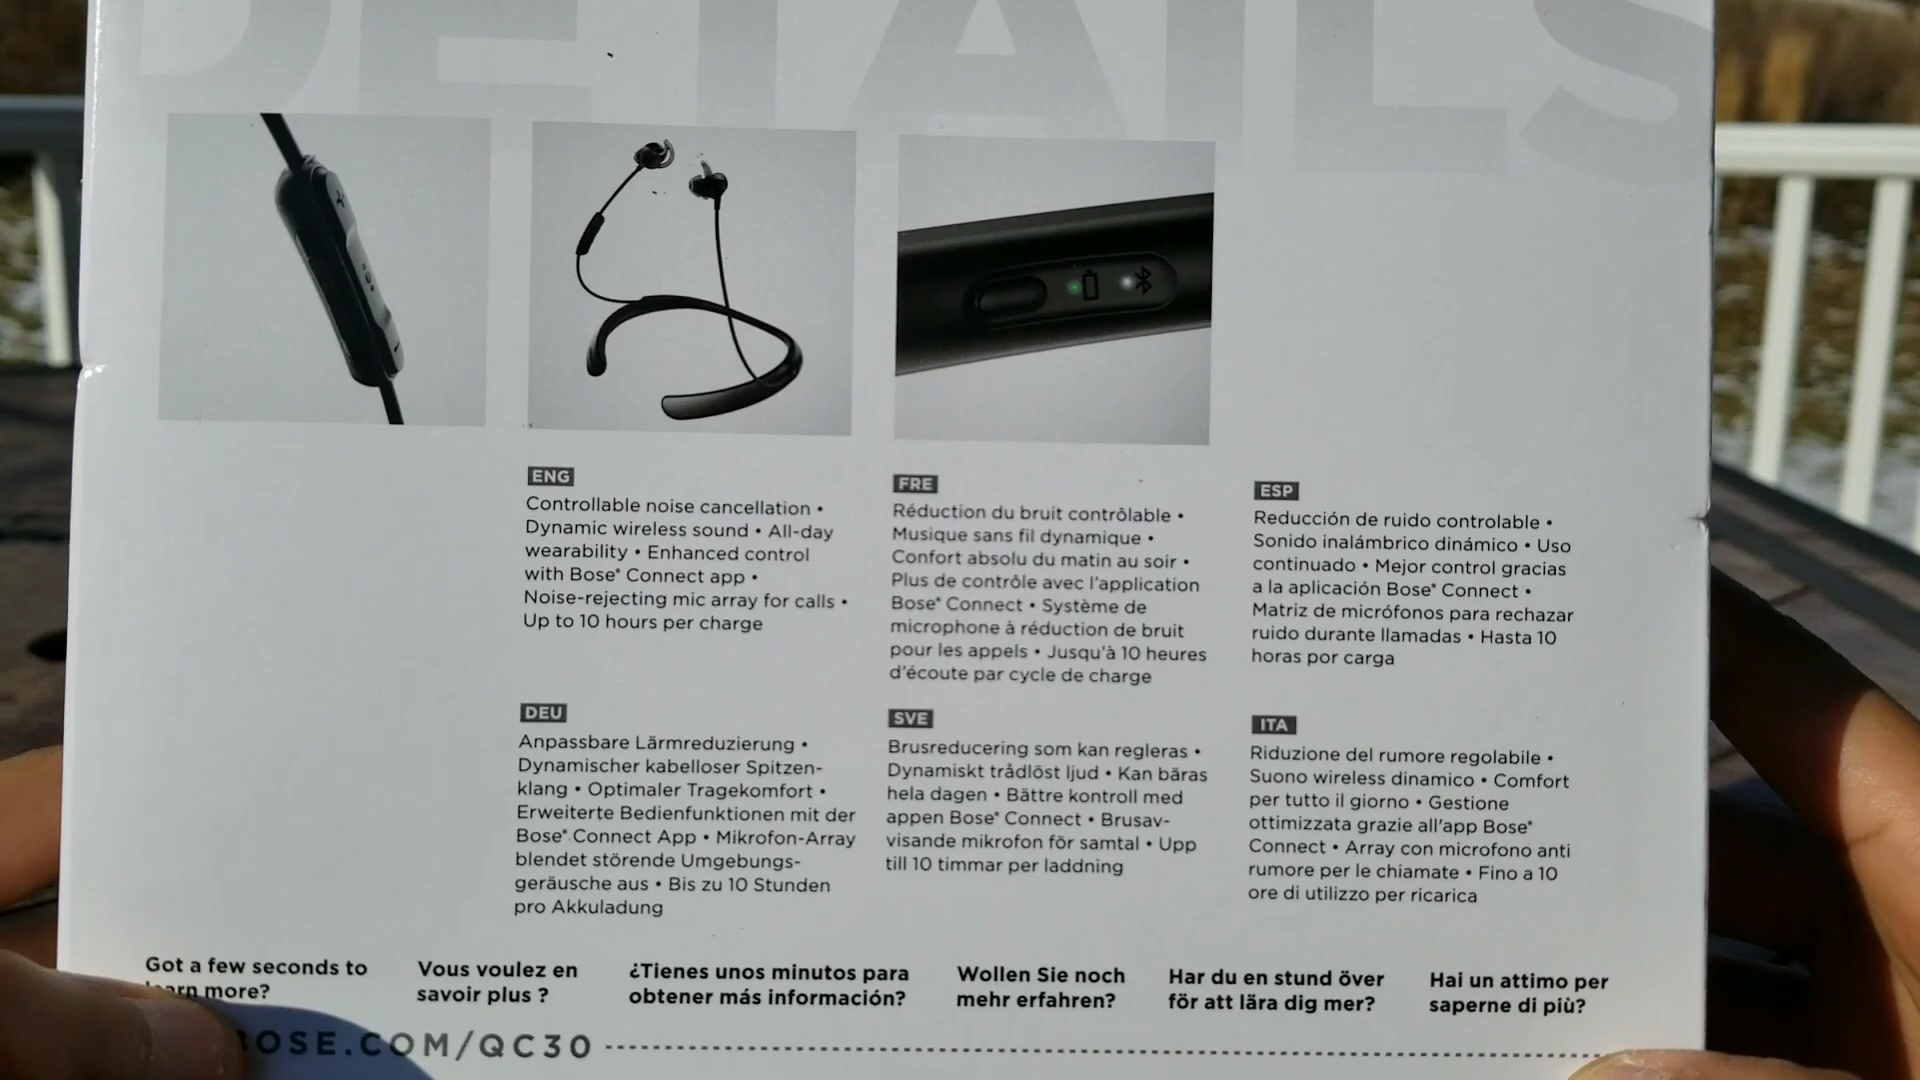 DETAILS
ENG
Controllable noise cancellation •
Dynamic wireless sound • All-day
wearability • Enhanced control
with Bose® Connect app •
Noise-rejecting mic array for calls •
Up to 10 hours per charge
FRE
Réduction du bruit contrôlable •
Musique sans fil dynamique •
Confort absolu du matin au soir •
Plus de contrôle avec l'application
Bose® Connect • Système de
microphone à réduction de bruit
pour les appels • Jusqu'à 10 heures
d'écoute par cycle de charge
ESP
Reducción de ruido controlable •
Sonido inalámbrico dinámico • Uso
continuado • Mejor control gracias
a la aplicación Bose® Connect •
Matriz de micrófonos para rechazar
ruido durante llamadas • Hasta 10
horas por carga
DEU
Anpassbare Lärmreduzierung •
Dynamischer kabelloser Spitzen-
klang • Optimaler Tragekomfort •
Erweiterte Bedienfunktionen mit der
Bose® Connect App • Mikrofon-Array
blendet störende Umgebungs-
geräusche aus • Bis zu 10 Stunden
pro Akkuladung
SVE
Brusreducering som kan regleras •
Dynamiskt trådlöst ljud • Kan bäras
hela dagen • Bättre kontroll med
appen Bose® Connect • Brusav-
visande mikrofon för samtal • Upp
till 10 timmar per laddning
ITA
Riduzione del rumore regolabile •
Suono wireless dinamico • Comfort
per tutto il giorno • Gestione
ottimizzata grazie all'app Bose®
Connect • Array con microfono anti
rumore per le chiamate • Fino a 10
ore di utilizzo per ricarica
Got a few seconds to
learn more?
Vous voulez en
savoir plus ?
¿Tienes unos minutos para
obtener más información?
Wollen Sie noch
mehr erfahren?
Har du en stund över
för att lära dig mer?
Hai un attimo per
saperne di più?
BOSE.COM/QC30